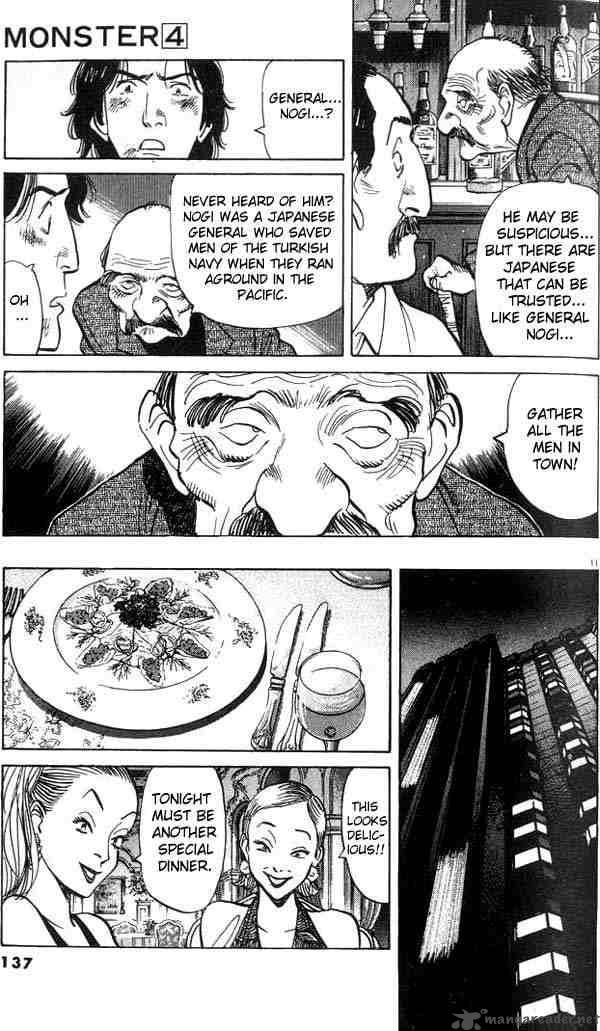 MONSTER 4
HE MAY BE
SUSPICIOUS...
BUT THERE ARE
JAPANESE
THAT CAN BE
TRUSTED...
LIKE GENERAL
NOGI...
GENERAL...
NOGI...?
NEVER HEARD OF HIM?
NOGI WAS A JAPANESE
GENERAL WHO SAVED
MEN OF THE TURKISH
NAVY WHEN THEY RAN
AGROUND IN THE
PACIFIC.
OH
...
GATHER
ALL THE
MEN IN
TOWN!
11
THIS
LOOKS
DELIC-
IOUS!!
TONIGHT
MUST BE
ANOTHER
SPECIAL
DINNER.
137
mangareader.net